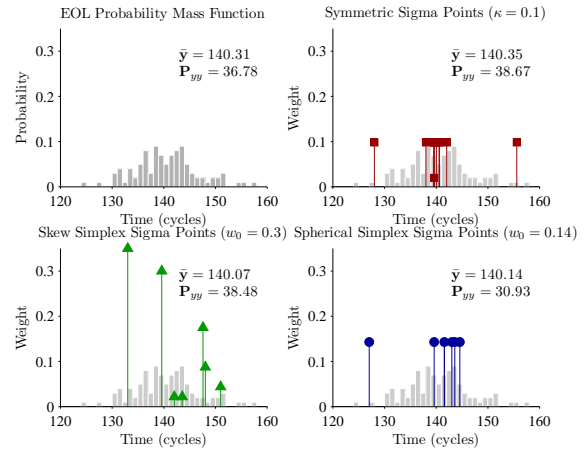 EOL Probability Mass Function
0.3
0.2
0.1
0
Probability
ȳ = 140.31
P_yy = 36.78
120 130 140 150 160
Time (cycles)
Symmetric Sigma Points (κ = 0.1)
0.3
0.2
0.1
0
Weight
ȳ = 140.35
P_yy = 38.67
120 130 140 150 160
Time (cycles)
Skew Simplex Sigma Points (w₀ = 0.3)
0.3
0.2
0.1
0
Weight
ȳ = 140.07
P_yy = 38.48
120 130 140 150 160
Time (cycles)
Spherical Simplex Sigma Points (w₀ = 0.14)
0.3
0.2
0.1
0
Weight
ȳ = 140.14
P_yy = 30.93
120 130 140 150 160
Time (cycles)